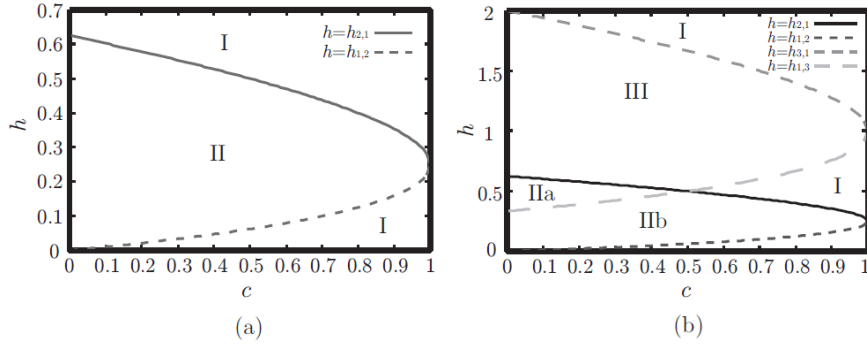 0.7
0.6
0.5
0.4
0.3
0.2
0.1
0
h
I
II
I
h=h2,1
h=h1,2
0 0.1 0.2 0.3 0.4 0.5 0.6 0.7 0.8 0.9 1
c
(a)
2
1.5
1
0.5
0
h
I
III
I
IIa
IIb
h=h2,1
h=h1,2
h=h3,1
h=h1,3
0 0.1 0.2 0.3 0.4 0.5 0.6 0.7 0.8 0.9 1
c
(b)